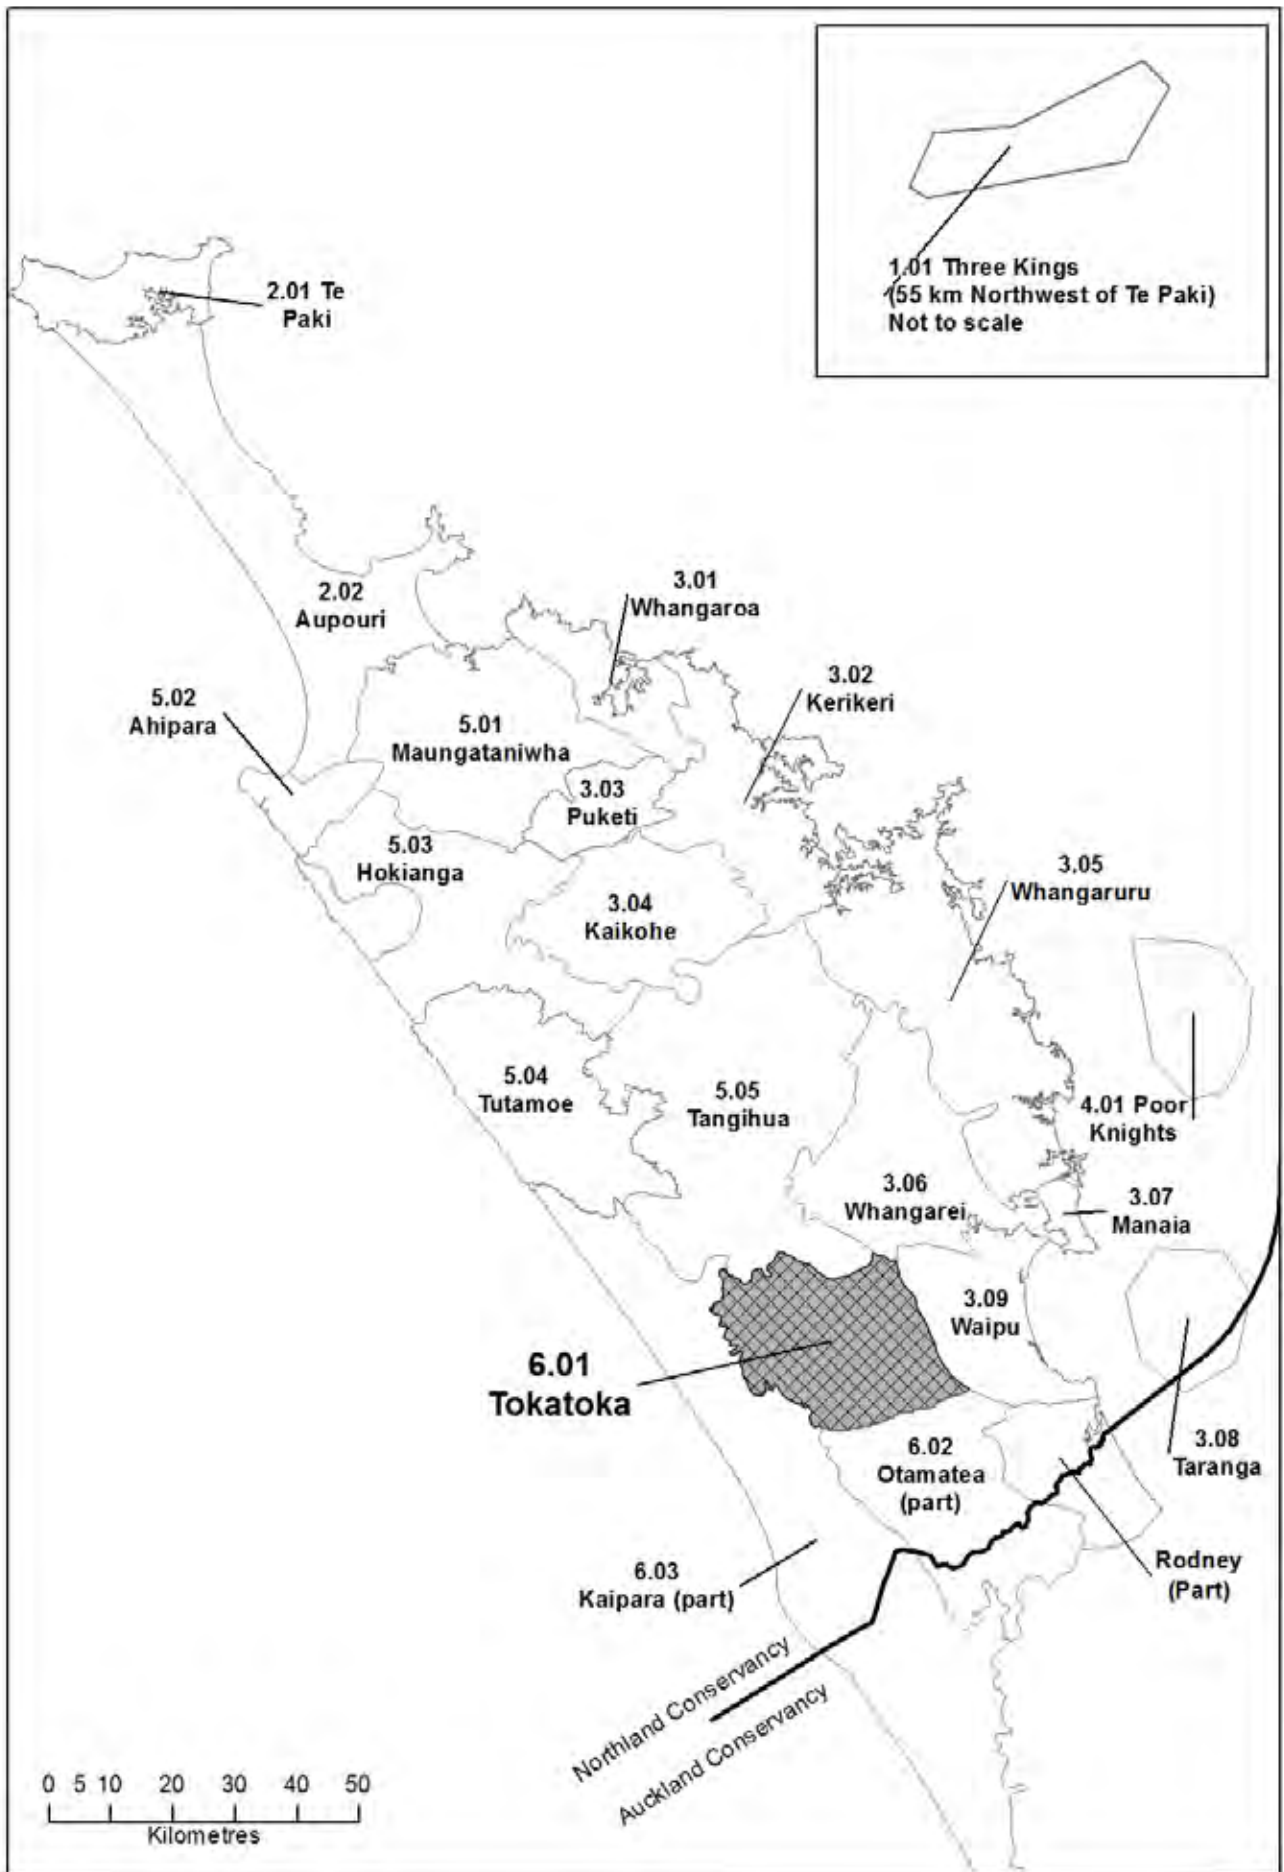 1.01 Three Kings
(55 km Northwest of Te Paki)
Not to scale
2.01 Te
Paki
2.02
Aupouri
3.01
Whangaroa
3.02
Kerikeri
5.02
Ahipara
5.01
Maungataniwha
3.03
Puketi
5.03
Hokianga
3.04
Kaikohe
3.05
Whangaruru
5.04
Tutamoe
5.05
Tangihua
4.01 Poor
Knights
3.06
Whangarei
3.07
Manaia
3.09
Waipu
6.01
Tokatoka
6.02
Otamatea
(part)
3.08
Taranga
6.03
Kaipara (part)
Rodney
(Part)
Northland Conservancy
Auckland Conservancy
0 5 10 20 30 40 50
Kilometres